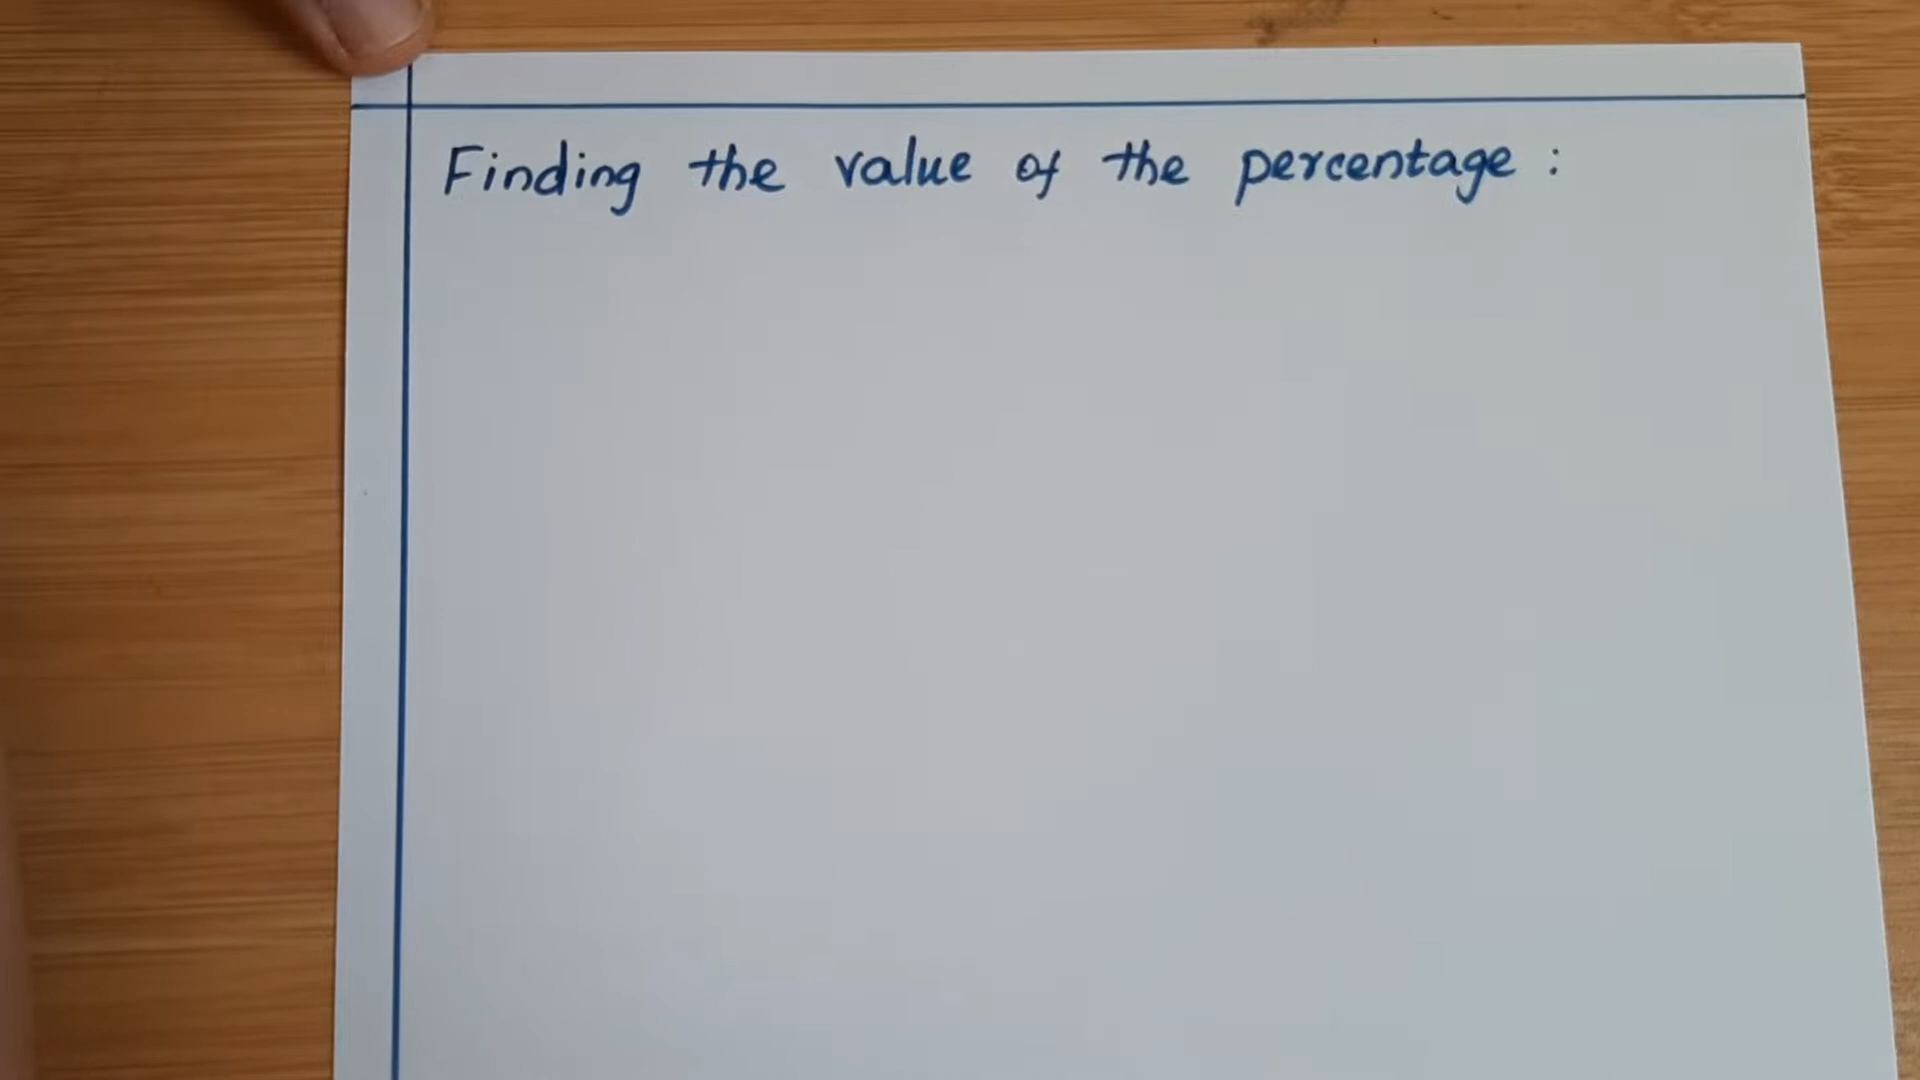 Finding the value of the percentage :